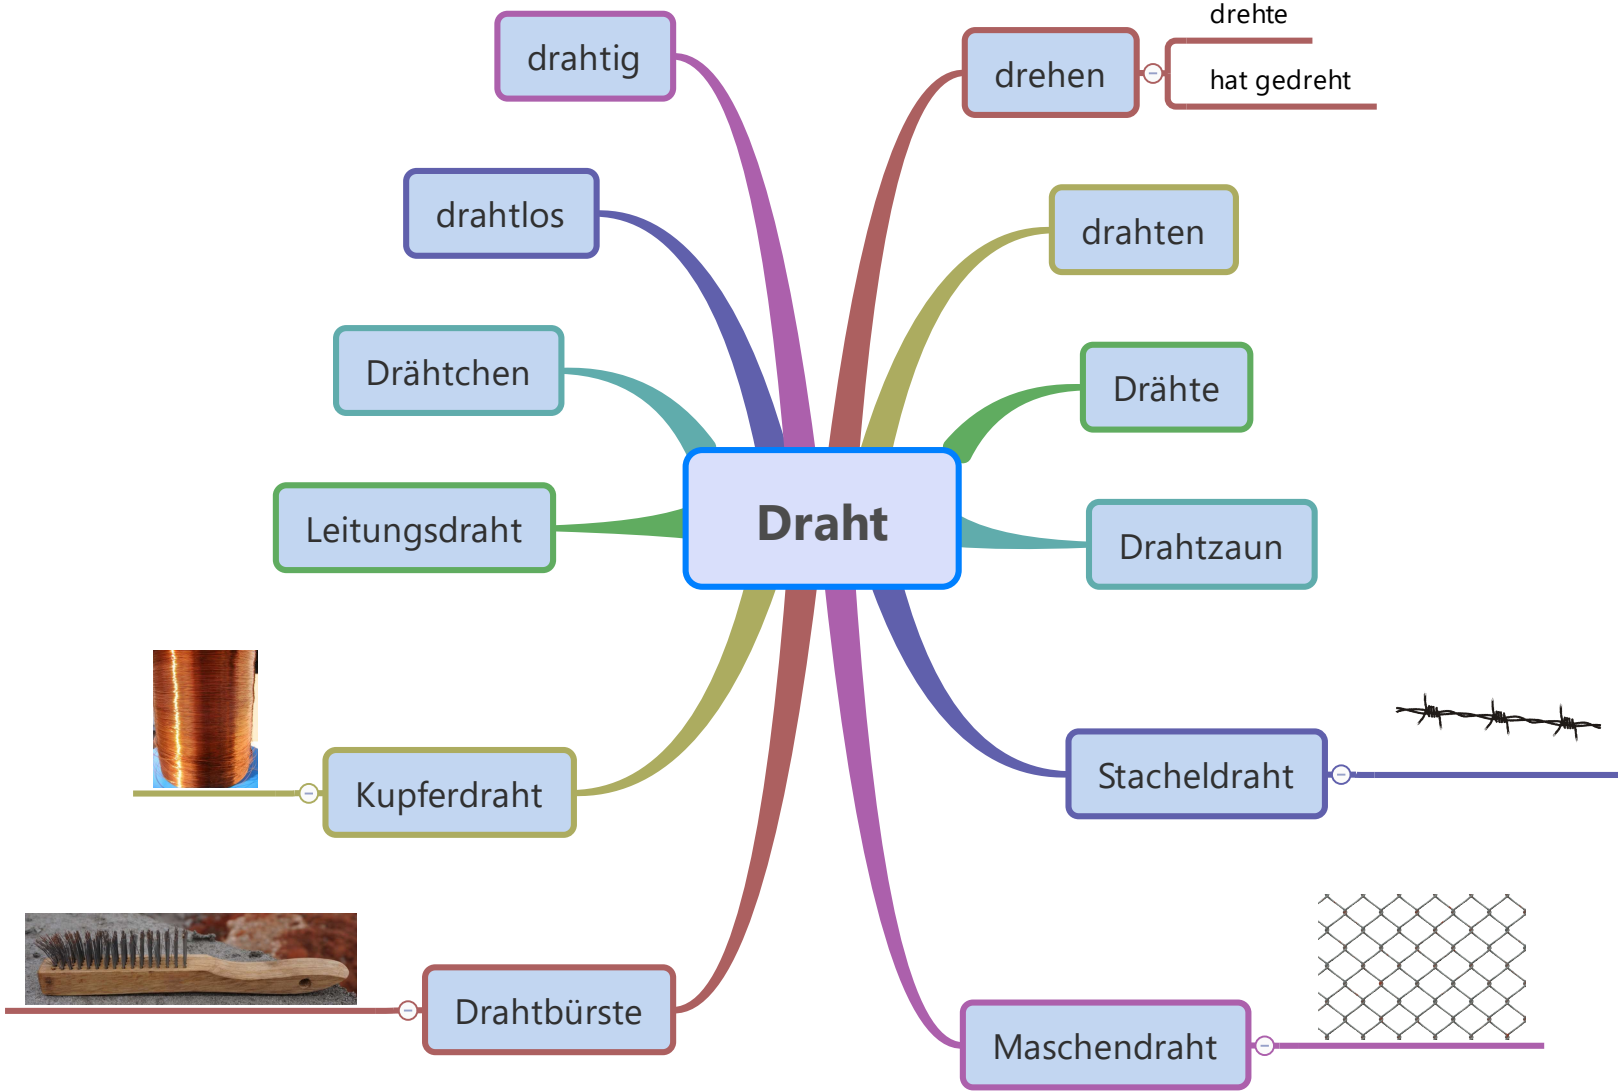 drehte
drahtig
drehen
hat gedreht
drahtlos
drahten
Drähtchen
Drähte
Leitungsdraht
Draht
Drahtzaun
Kupferdraht
Stacheldraht
Drahtbürste
Maschendraht